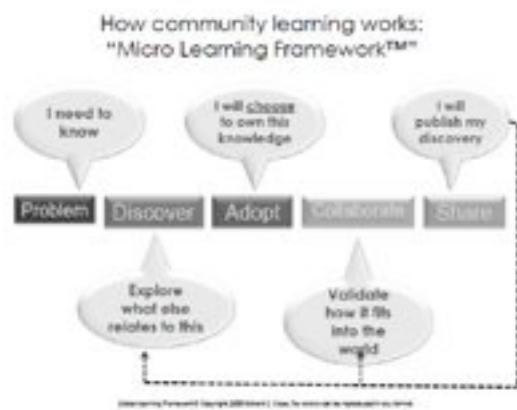 How community learning works:
"Micro Learning Framework™"
I need to
know
I will choose
to own this
knowledge
I will
publish my
discovery
Problem
Discover
Adopt
Collaborate
Share
Explore
what else
relates to this
Validate
how it fits
into the
world